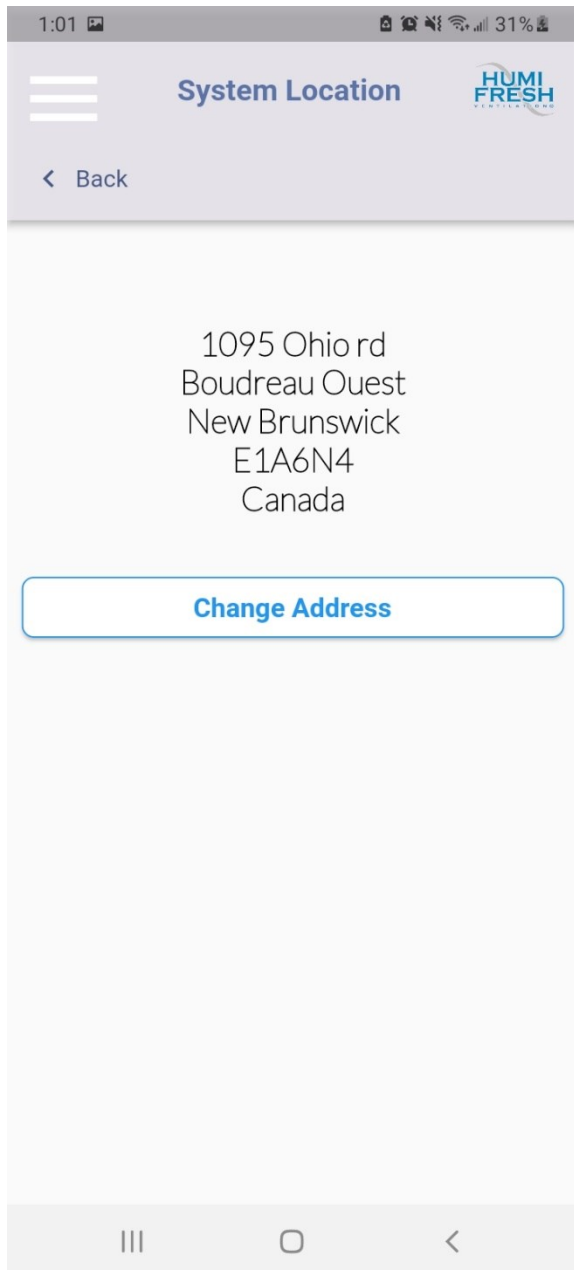 1:01 31%
System Location
HUMI
FRESH
VENTILATIONS
Back
1095 Ohio rd
Boudreau Ouest
New Brunswick
E1A6N4
Canada
Change Address